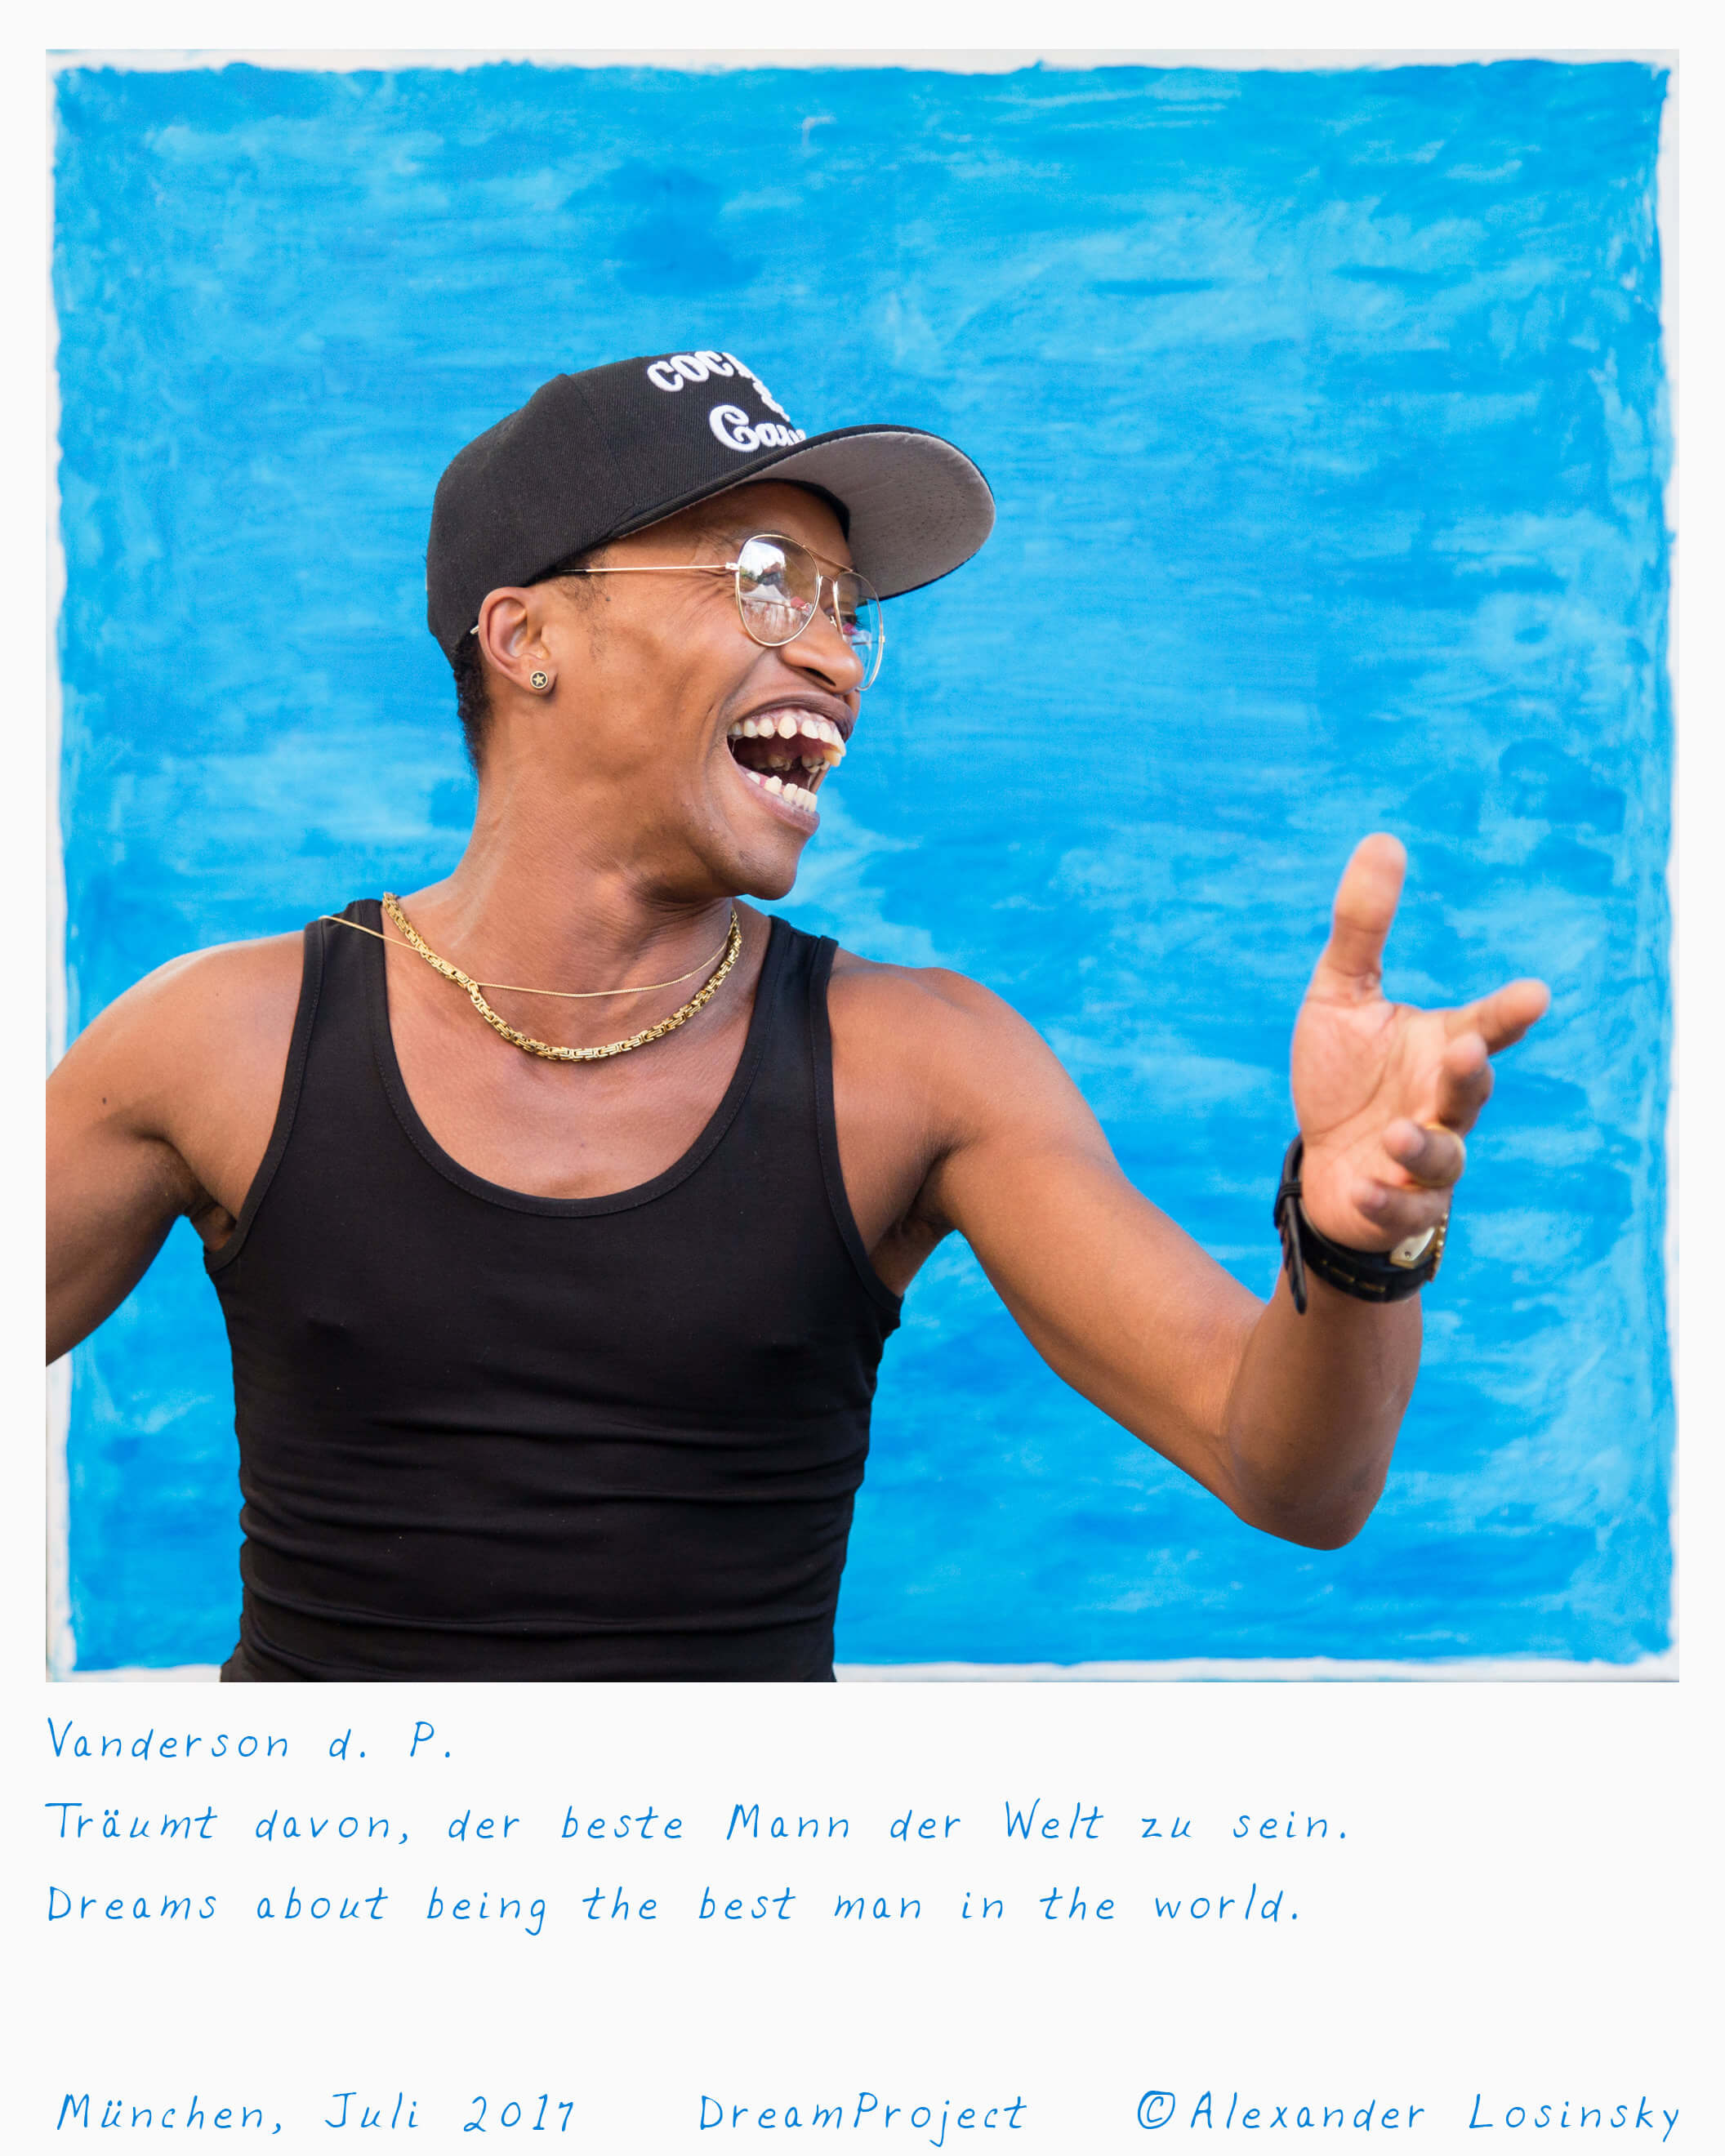 Vanderson d. P.
Träumt davon, der beste Mann der Welt zu sein.
Dreams about being the best man in the world.
München, Juli 2017 DreamProject ©Alexander Losinsky